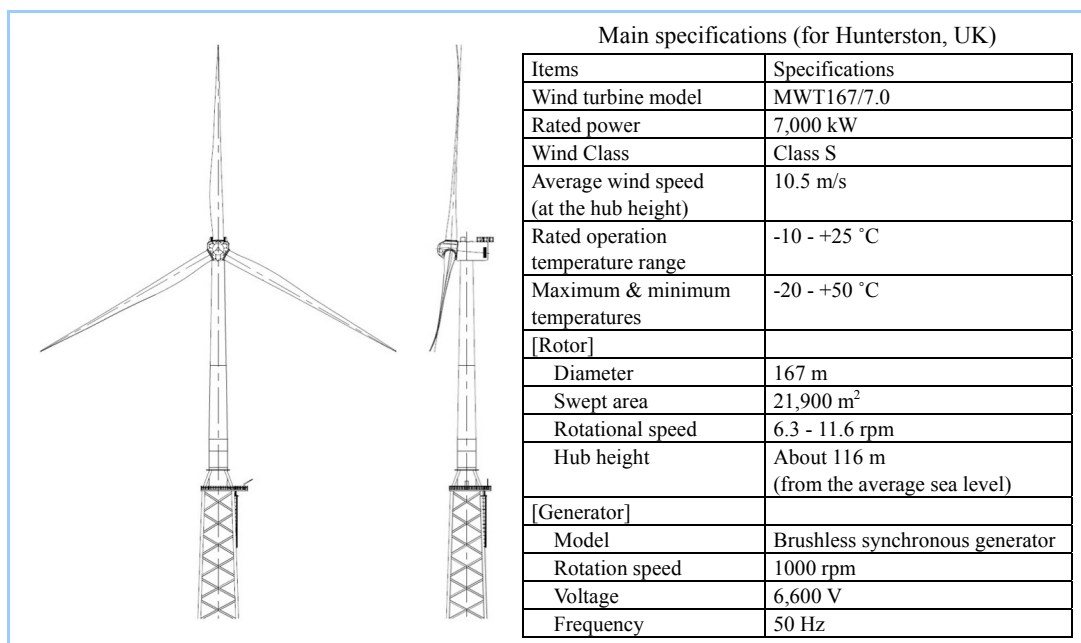 Main specifications (for Hunterston, UK)
Items Specifications
Wind turbine model MWT167/7.0
Rated power 7,000 kW
Wind Class Class S
Average wind speed 10.5 m/s
(at the hub height)
Rated operation -10 - +25 ˚C
temperature range
Maximum & minimum -20 - +50 ˚C
temperatures
[Rotor]
Diameter 167 m
Swept area 21,900 m²
Rotational speed 6.3 - 11.6 rpm
Hub height About 116 m
(from the average sea level)
[Generator]
Model Brushless synchronous generator
Rotation speed 1000 rpm
Voltage 6,600 V
Frequency 50 Hz